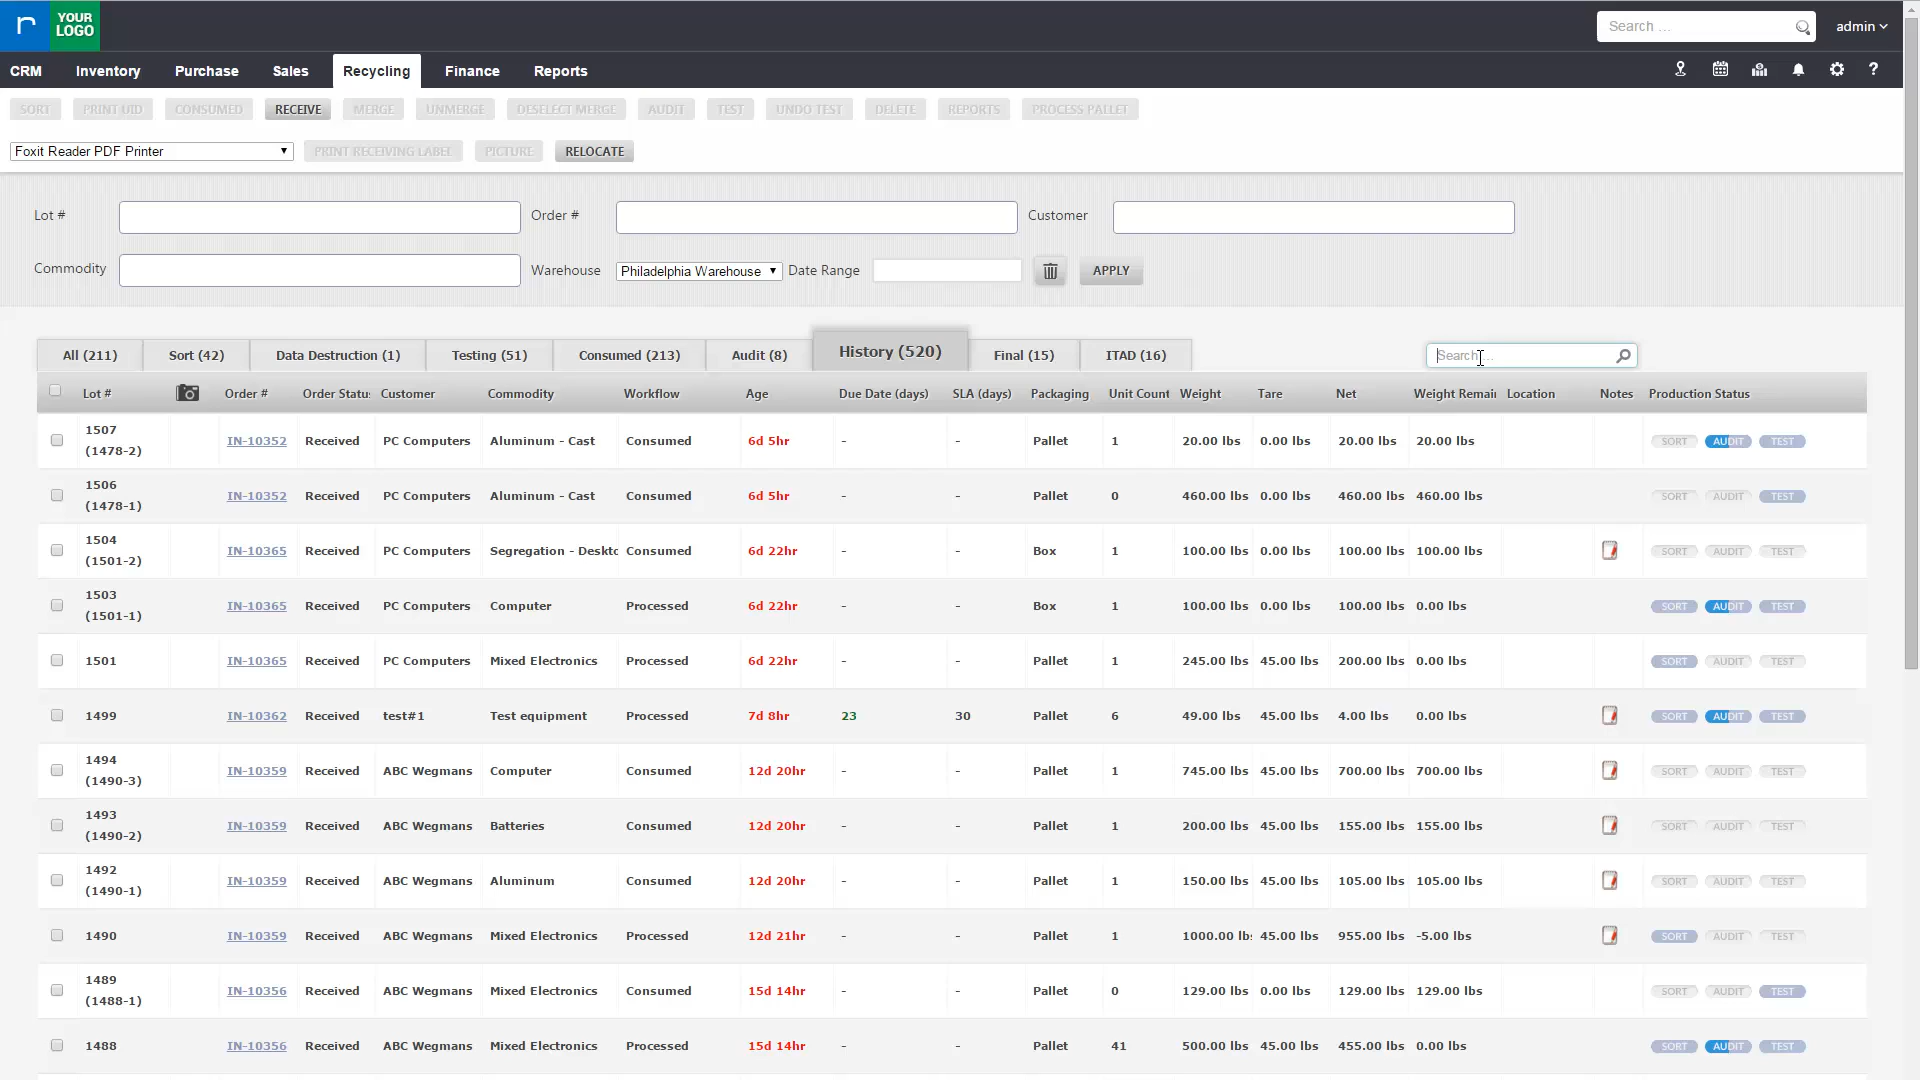 r YOUR LOGO
Search ... admin
CRM Inventory Purchase Sales Recycling Finance Reports ?
SORT PRINT UID CONSUMED RECEIVE MERGE UNMERGE DESELECT MERGE AUDIT TEST UNDO TEST DELETE REPORTS PROCESS PALLET
Foxit Reader PDF Printer PRINT RECEIVING LABEL PICTURE RELOCATE
Lot # Order # Customer
Commodity Warehouse Philadelphia Warehouse Date Range APPLY
All (211) Sort (42) Data Destruction (1) Testing (51) Consumed (213) Audit (8) History (520) Final (15) ITAD (16) Search ...
Lot # Order # Order Statu Customer Commodity Workflow Age Due Date (days) SLA (days) Packaging Unit Count Weight Tare Net Weight Remai Location Notes Production Status
1507 (1478-2) IN-10352 Received PC Computers Aluminum - Cast Consumed 6d 5hr - - Pallet 1 20.00 lbs 0.00 lbs 20.00 lbs 20.00 lbs SORT AUDIT TEST
1506 (1478-1) IN-10352 Received PC Computers Aluminum - Cast Consumed 6d 5hr - - Pallet 0 460.00 lbs 0.00 lbs 460.00 lbs 460.00 lbs SORT AUDIT TEST
1504 (1501-2) IN-10365 Received PC Computers Segregation - Deskto Consumed 6d 22hr - - Box 1 100.00 lbs 0.00 lbs 100.00 lbs 100.00 lbs SORT AUDIT TEST
1503 (1501-1) IN-10365 Received PC Computers Computer Processed 6d 22hr - - Box 1 100.00 lbs 0.00 lbs 100.00 lbs 0.00 lbs SORT AUDIT TEST
1501 IN-10365 Received PC Computers Mixed Electronics Processed 6d 22hr - - Pallet 1 245.00 lbs 45.00 lbs 200.00 lbs 0.00 lbs SORT AUDIT TEST
1499 IN-10362 Received test#1 Test equipment Processed 7d 8hr 23 30 Pallet 6 49.00 lbs 45.00 lbs 4.00 lbs 0.00 lbs SORT AUDIT TEST
1494 (1490-3) IN-10359 Received ABC Wegmans Computer Consumed 12d 20hr - - Pallet 1 745.00 lbs 45.00 lbs 700.00 lbs 700.00 lbs SORT AUDIT TEST
1493 (1490-2) IN-10359 Received ABC Wegmans Batteries Consumed 12d 20hr - - Pallet 1 200.00 lbs 45.00 lbs 155.00 lbs 155.00 lbs SORT AUDIT TEST
1492 (1490-1) IN-10359 Received ABC Wegmans Aluminum Consumed 12d 20hr - - Pallet 1 150.00 lbs 45.00 lbs 105.00 lbs 105.00 lbs SORT AUDIT TEST
1490 IN-10359 Received ABC Wegmans Mixed Electronics Processed 12d 21hr - - Pallet 1 1000.00 lb 45.00 lbs 955.00 lbs -5.00 lbs SORT AUDIT TEST
1489 (1488-1) IN-10356 Received ABC Wegmans Mixed Electronics Consumed 15d 14hr - - Pallet 0 129.00 lbs 0.00 lbs 129.00 lbs 129.00 lbs SORT AUDIT TEST
1488 IN-10356 Received ABC Wegmans Mixed Electronics Processed 15d 14hr - - Pallet 41 500.00 lbs 45.00 lbs 455.00 lbs 0.00 lbs SORT AUDIT TEST